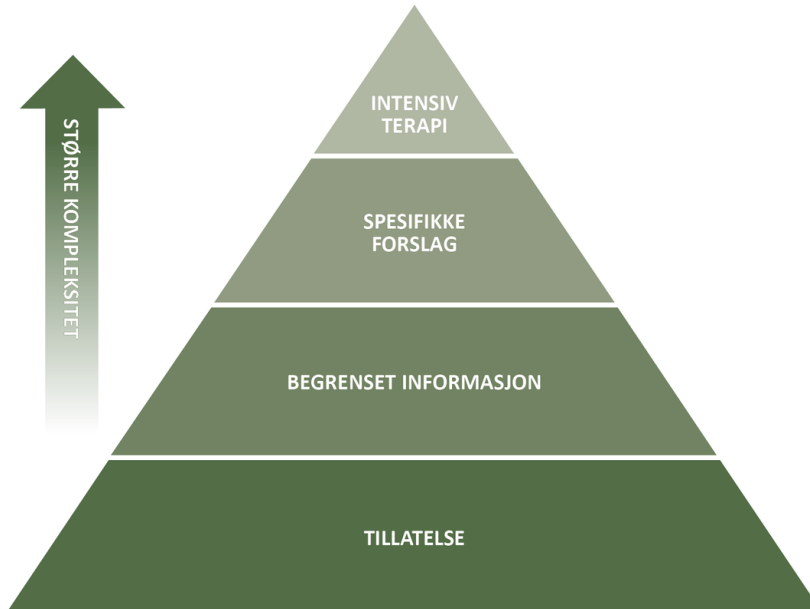 STØRRE KOMPLEKSITET
INTENSIV
TERAPI
SPESIFIKKE
FORSLAG
BEGRENSET INFORMASJON
TILLATELSE